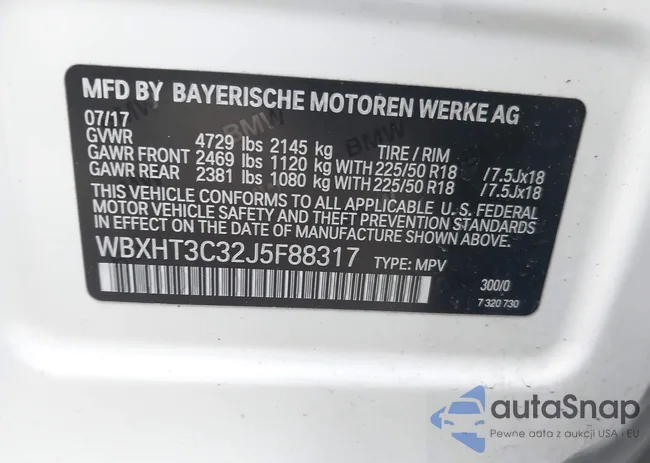 MFD BY BAYERISCHE MOTOREN WERKE AG
07/17
GVWR 4729 lbs 2145 kg TIRE / RIM
GAWR FRONT 2469 lbs 1120 kg WITH 225/50 R18 /7.5Jx18
GAWR REAR 2381 lbs 1080 kg WITH 225/50 R18 /7.5Jx18
THIS VEHICLE CONFORMS TO ALL APPLICABLE U. S. FEDERAL
MOTOR VEHICLE SAFETY AND THEFT PREVENTION STANDARDS
IN EFFECT ON THE DATE OF MANUFACTURE SHOWN ABOVE.
WBXHT3C32J5F88317 TYPE: MPV
300/0
7 320 730
autoSnap
Pewne auta z aukcji USA i EU